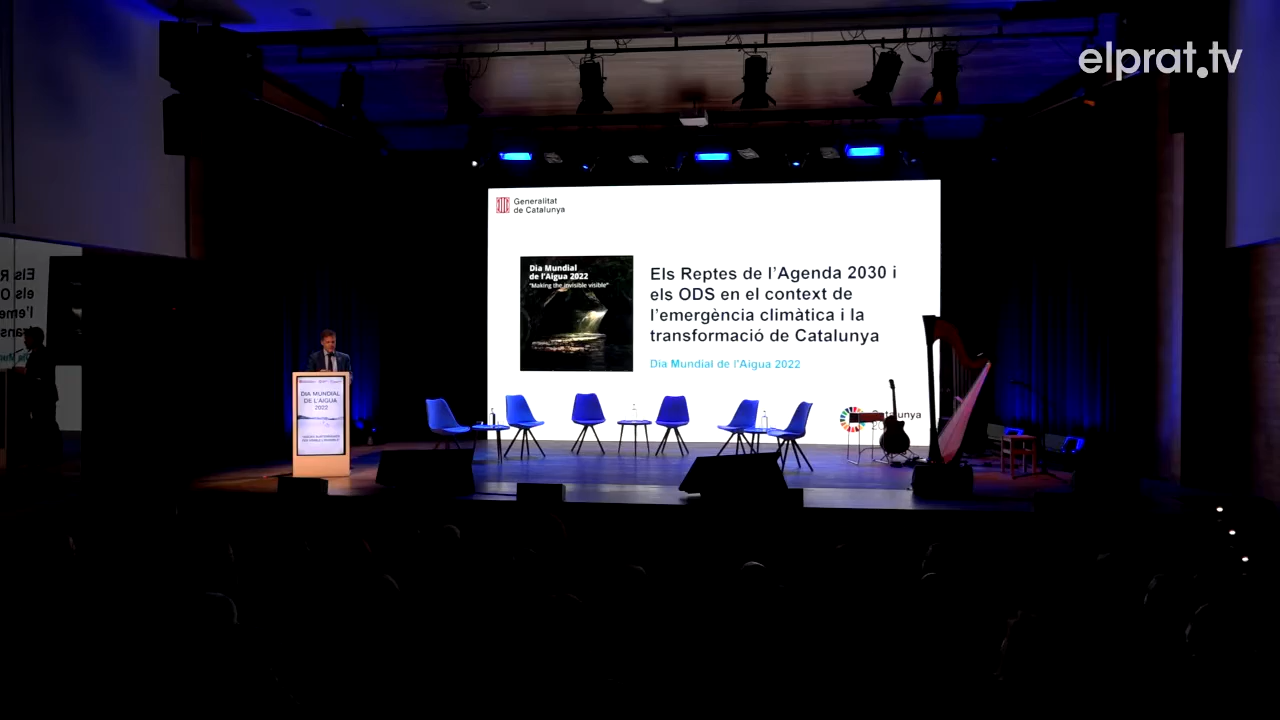 elprat.tv
Generalitat
de Catalunya
Dia Mundial
de l'Aigua 2022
"Making the invisible visible"
Els Reptes de l'Agenda 2030 i
els ODS en el context de
l'emergència climàtica i la
transformació de Catalunya
Dia Mundial de l'Aigua 2022
DIA MUNDIAL
DE L'AIGUA
2022